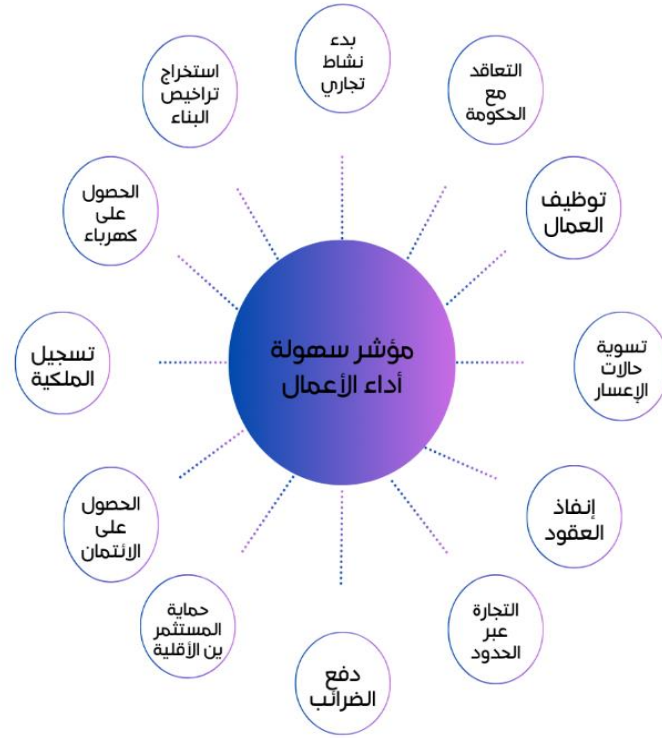 بدء
نشاط
تجاري
التعاقد
مع
الحكومة
توظيف
العمال
تسوية
حالات
الإعسار
إنفاذ
العقود
التجارة
عبر
الحدود
دفع
الضرائب
حماية
المستثمر
ين الأقلية
الحصول
على
الائتمان
تسجيل
الملكية
الحصول
على
كهرباء
استخراج
تراخيص
البناء
مؤشر سهولة
أداء الأعمال